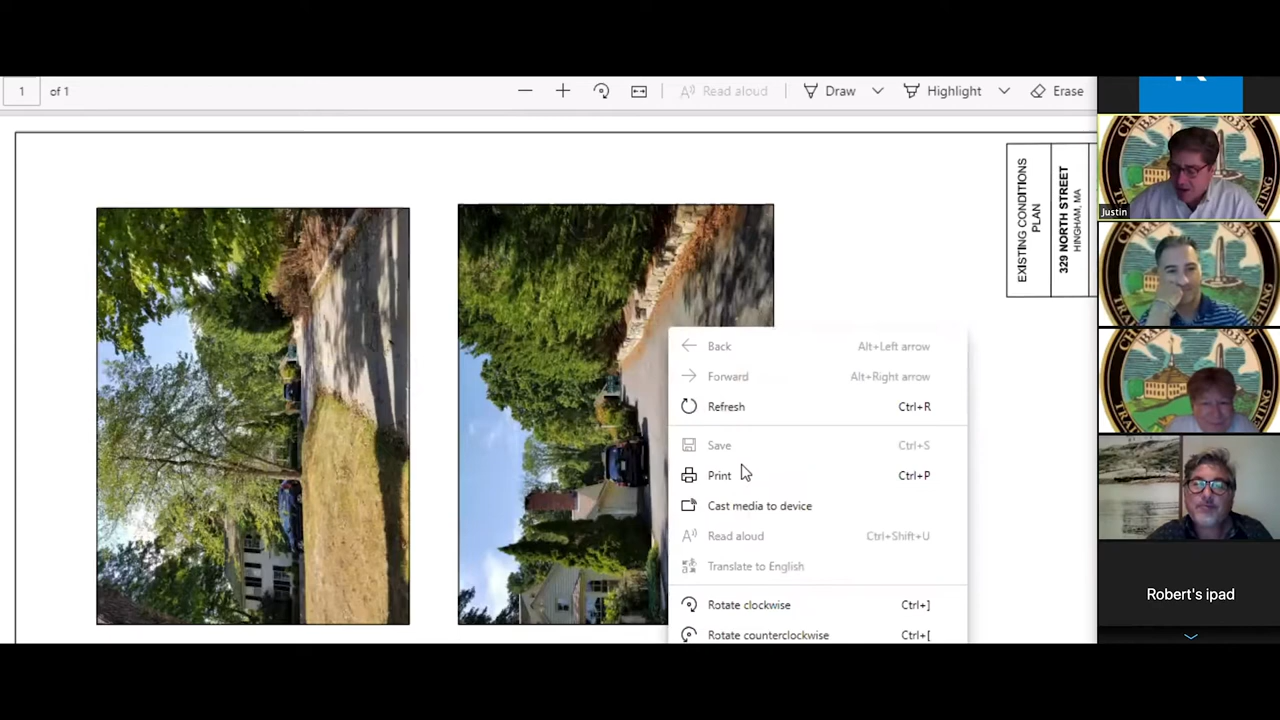 1 of 1
Read aloud
Draw
Highlight
Erase
EXISTING CONDITIONS
PLAN
329 NORTH STREET
HINGHAM, MA
Back Alt+Left arrow
Forward Alt+Right arrow
Refresh Ctrl+R
Save Ctrl+S
Print Ctrl+P
Cast media to device
Read aloud Ctrl+Shift+U
Translate to English
Rotate clockwise Ctrl+]
Rotate counterclockwise Ctrl+[
Justin
Robert's ipad